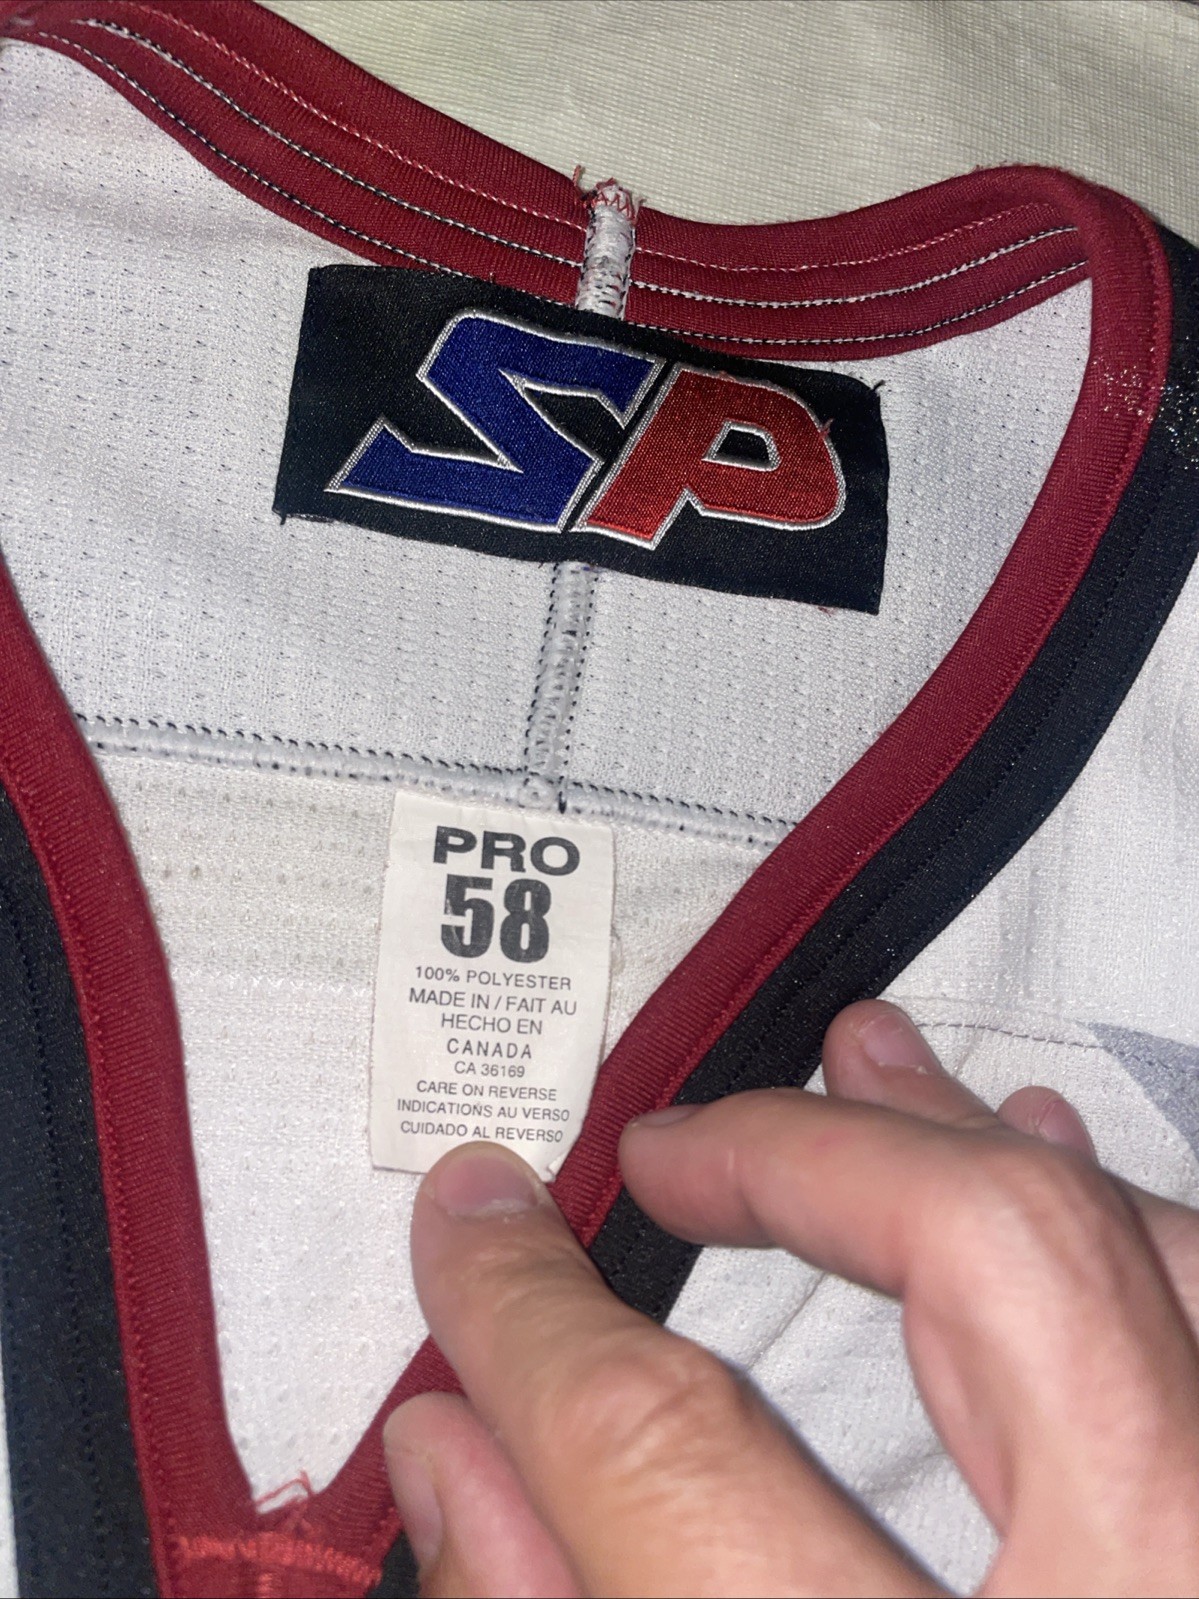 SP
PRO
58
100% POLYESTER
MADE IN / FAIT AU
HECHO EN
CANADA
CA 36169
CARE ON REVERSE
INDICATIONS AU VERSO
CUIDADO AL REVERSO